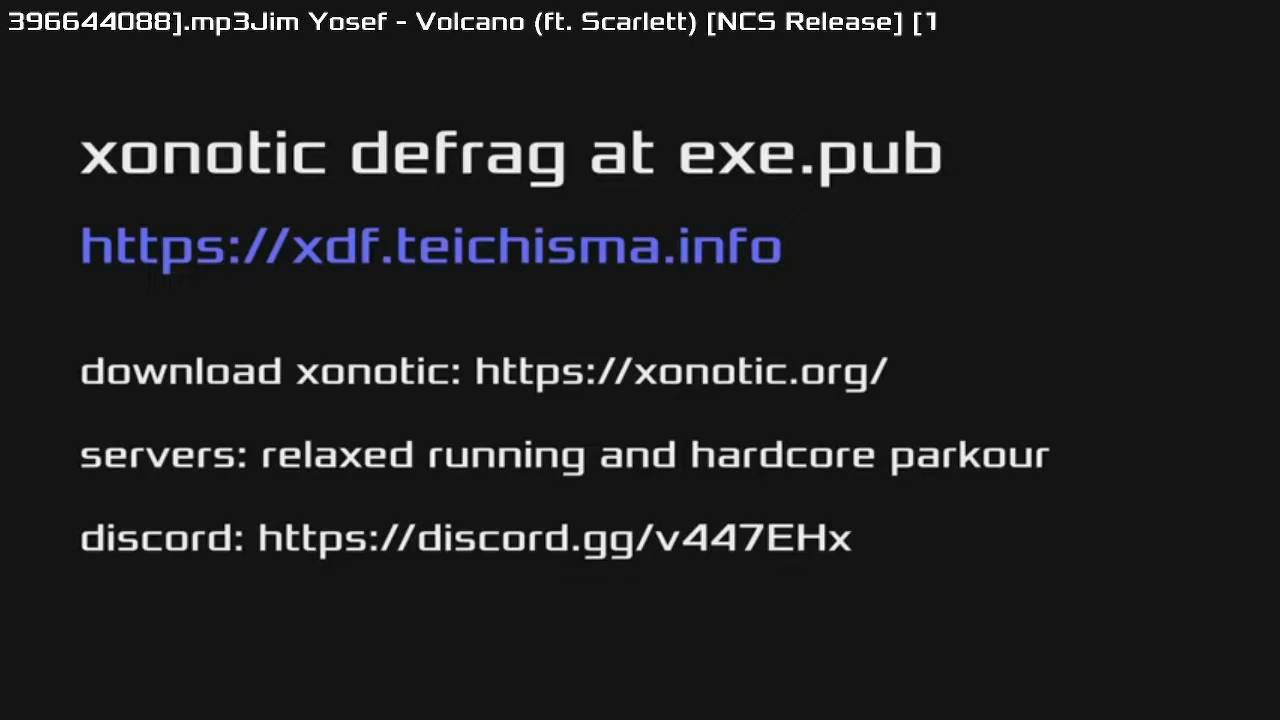 396644088].mp3Jim Yosef - Volcano (ft. Scarlett) [NCS Release] [1
xonotic defrag at exe.pub
https://xdf.teichisma.info
download xonotic: https://xonotic.org/
servers: relaxed running and hardcore parkour
discord: https://discord.gg/v447EHx